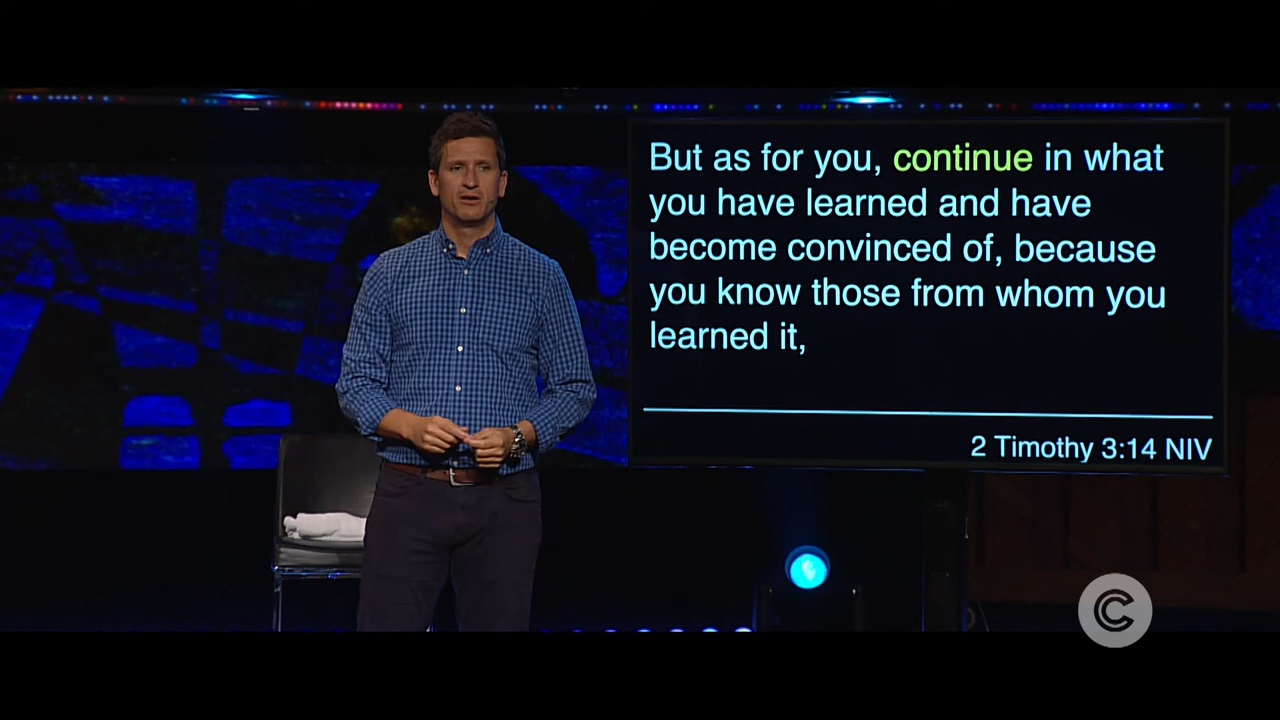 But as for you, continue in what
you have learned and have
become convinced of, because
you know those from whom you
learned it,
2 Timothy 3:14 NIV